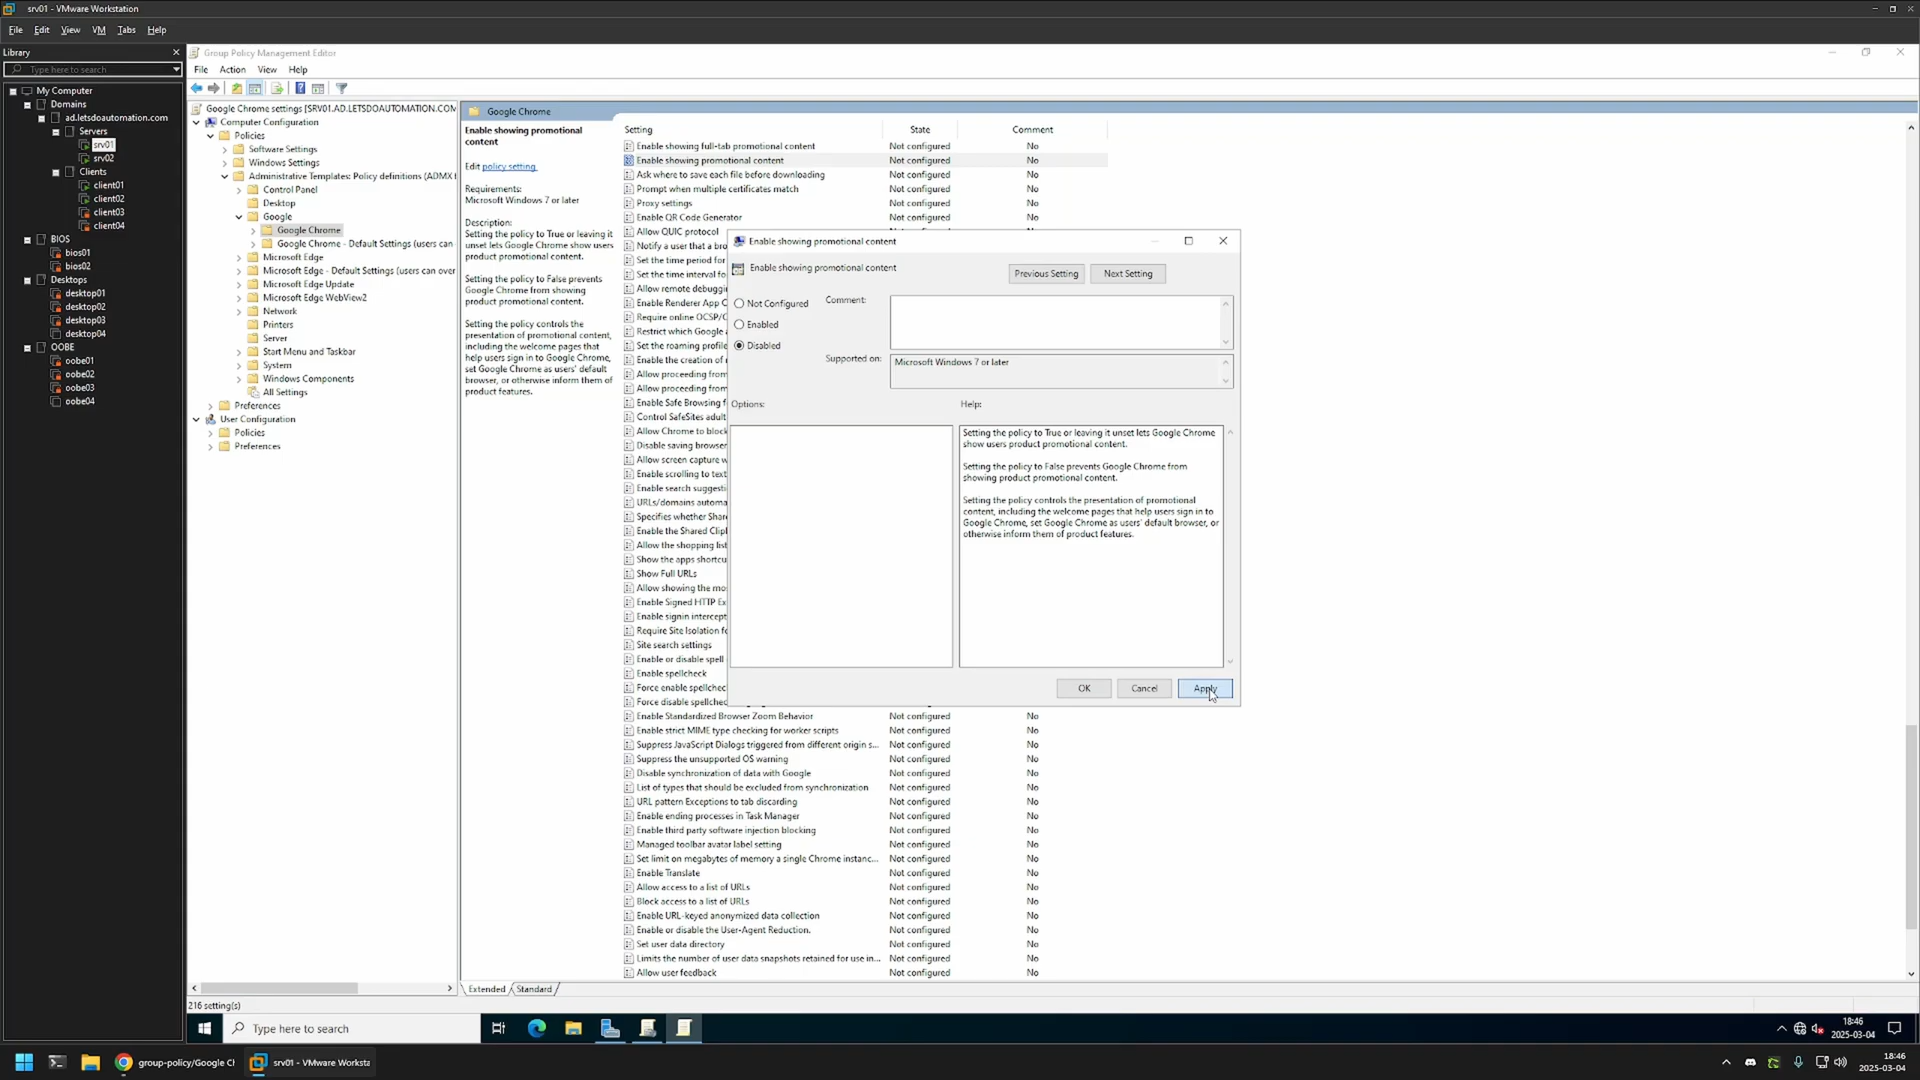 srv01 - VMware Workstation
File Edit View VM Tabs Help
Library
Type here to search
My Computer
Domains
ad.letsdoautomation.com
Servers
srv01
srv02
Clients
client01
client02
client03
client04
BIOS
bios01
bios02
Desktops
desktop01
desktop02
desktop03
desktop04
OOBE
oobe01
oobe02
oobe03
oobe04
Group Policy Management Editor
File Action View Help
Google Chrome settings [SRV01.AD.LETSDOAUTOMATION.COM
Computer Configuration
Policies
Software Settings
Windows Settings
Administrative Templates: Policy definitions (ADMX
Control Panel
Desktop
Google
Google Chrome
Google Chrome - Default Settings (users can
Microsoft Edge
Microsoft Edge - Default Settings (users can over
Microsoft Edge Update
Microsoft Edge WebView2
Network
Printers
Server
Start Menu and Taskbar
System
Windows Components
All Settings
Preferences
User Configuration
Policies
Preferences
Google Chrome
Enable showing promotional
content
Edit policy setting
Requirements:
Microsoft Windows 7 or later
Description:
Setting the policy to True or leaving it
unset lets Google Chrome show users
product promotional content.
Setting the policy to False prevents
Google Chrome from showing
product promotional content.
Setting the policy controls the
presentation of promotional content,
including the welcome pages that
help users sign in to Google Chrome,
set Google Chrome as users' default
browser, or otherwise inform them of
product features.
Setting State Comment
Enable showing full-tab promotional content Not configured No
Enable showing promotional content Not configured No
Ask where to save each file before downloading Not configured No
Prompt when multiple certificates match Not configured No
Proxy settings Not configured No
Enable QR Code Generator Not configured No
Allow QUIC protocol
Notify a user that a bro
Set the time period for
Set the time interval fo
Allow remote debuggi
Enable Renderer App C
Require online OCSP/C
Restrict which Google
Set the roaming profile
Enable the creation of
Allow proceeding from
Allow proceeding from
Enable Safe Browsing f
Control SafeSites adult
Allow Chrome to block
Disable saving browser
Allow screen capture w
Enable scrolling to text
Enable search suggesti
URLs/domains automa
Specifies whether Shar
Enable the Shared Clip
Allow the shopping list
Show the apps shortcu
Show Full URLs
Allow showing the mo
Enable Signed HTTP Ex
Enable signin intercept
Require Site Isolation fo
Site search settings
Enable or disable spell
Enable spellcheck
Force enable spellchec
Force disable spellchec
Enable Standardized Browser Zoom Behavior Not configured No
Enable strict MIME type checking for worker scripts Not configured No
Suppress JavaScript Dialogs triggered from different origin s... Not configured No
Suppress the unsupported OS warning Not configured No
Disable synchronization of data with Google Not configured No
List of types that should be excluded from synchronization Not configured No
URL pattern Exceptions to tab discarding Not configured No
Enable ending processes in Task Manager Not configured No
Enable third party software injection blocking Not configured No
Managed toolbar avatar label setting Not configured No
Set limit on megabytes of memory a single Chrome instanc... Not configured No
Enable Translate Not configured No
Allow access to a list of URLs Not configured No
Block access to a list of URLs Not configured No
Enable URL-keyed anonymized data collection Not configured No
Enable or disable the User-Agent Reduction. Not configured No
Set user data directory Not configured No
Limits the number of user data snapshots retained for use in... Not configured No
Allow user feedback Not configured No
Enable showing promotional content
Enable showing promotional content
Previous Setting Next Setting
Not Configured
Enabled
Disabled
Comment:
Supported on:
Microsoft Windows 7 or later
Options:
Help:
Setting the policy to True or leaving it unset lets Google Chrome
show users product promotional content.
Setting the policy to False prevents Google Chrome from
showing product promotional content.
Setting the policy controls the presentation of promotional
content, including the welcome pages that help users sign in to
Google Chrome, set Google Chrome as users' default browser, or
otherwise inform them of product features.
OK Cancel Apply
Extended Standard
216 setting(s)
Type here to search
18:46
2025-03-04
group-policy/Google Cl
srv01 - VMware Worksta
18:46
2025-03-04